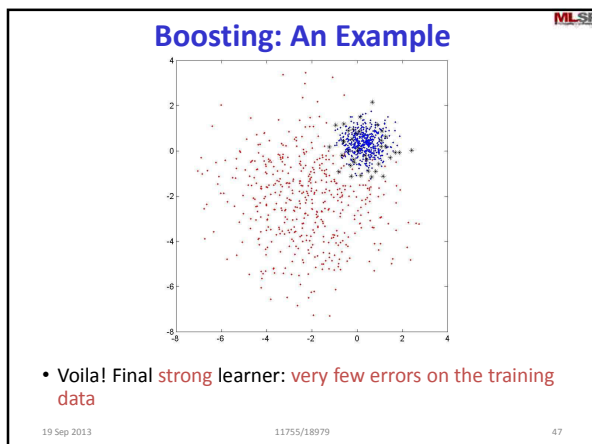 Boosting: An Example
MLSP
4
2
0
-2
-4
-6
-8
-8 -6 -4 -2 0 2 4
• Voila! Final strong learner: very few errors on the training
data
19 Sep 2013 11755/18979 47